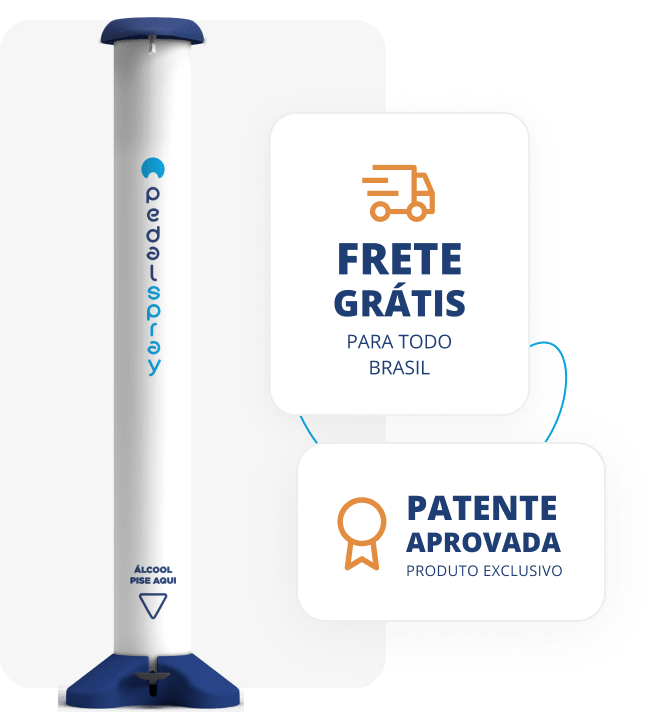 pedalspray
ÁLCOOL
PISE AQUI
FRETE
GRÁTIS
PARA TODO
BRASIL
PATENTE
APROVADA
PRODUTO EXCLUSIVO